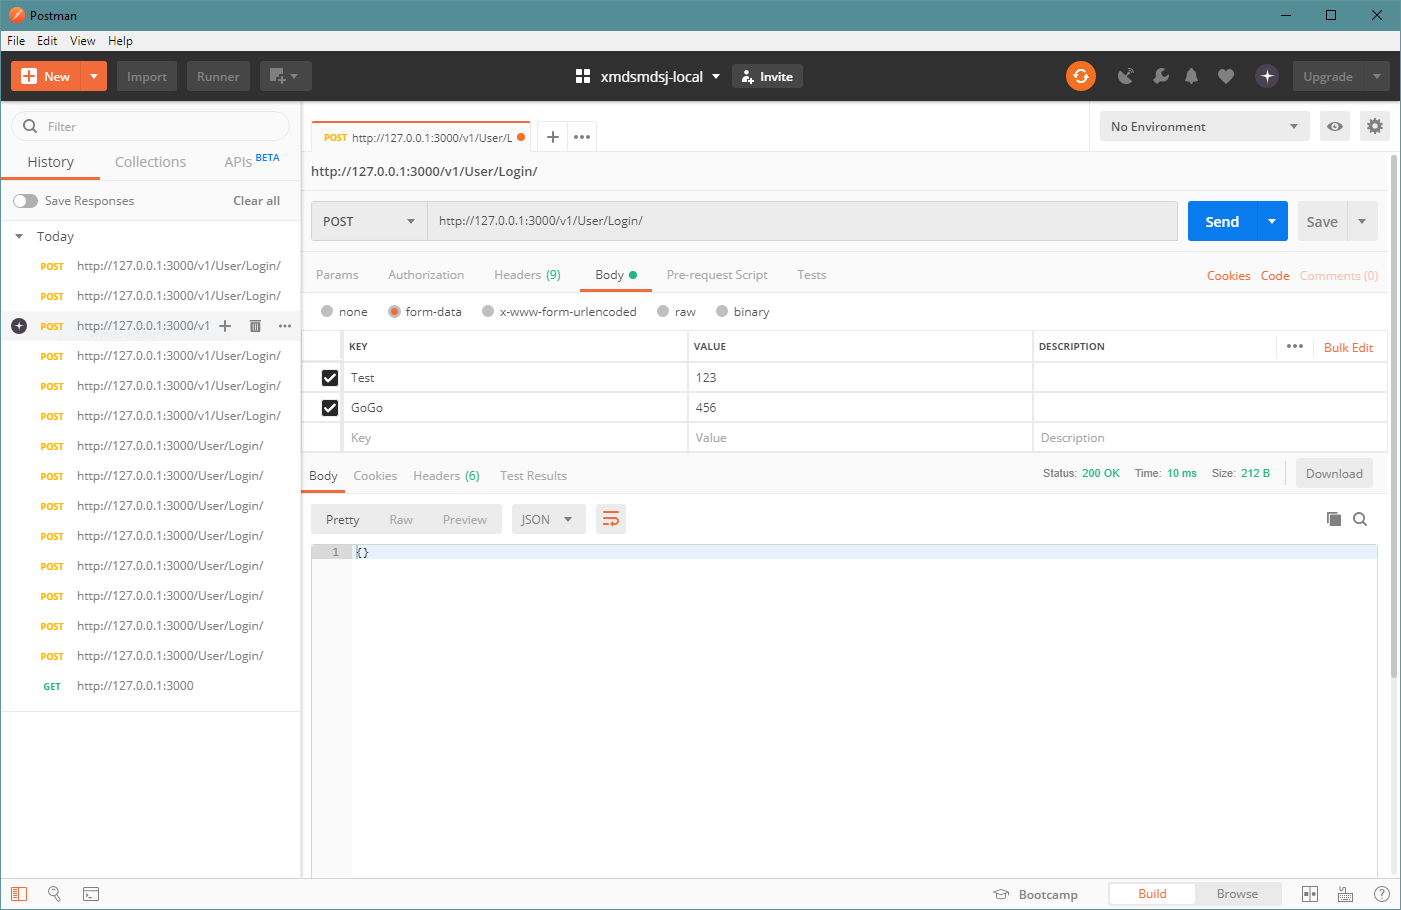 Postman
File Edit View Help
New Import Runner xmdsmdsj-local Invite Upgrade
Filter
History Collections APIs BETA
Save Responses Clear all
Today
POST http://127.0.0.1:3000/v1/User/Login/
POST http://127.0.0.1:3000/v1/User/Login/
POST http://127.0.0.1:3000/v1
POST http://127.0.0.1:3000/v1/User/Login/
POST http://127.0.0.1:3000/v1/User/Login/
POST http://127.0.0.1:3000/v1/User/Login/
POST http://127.0.0.1:3000/User/Login/
POST http://127.0.0.1:3000/User/Login/
POST http://127.0.0.1:3000/User/Login/
POST http://127.0.0.1:3000/User/Login/
POST http://127.0.0.1:3000/User/Login/
POST http://127.0.0.1:3000/User/Login/
POST http://127.0.0.1:3000/User/Login/
POST http://127.0.0.1:3000/User/Login/
GET http://127.0.0.1:3000
POST http://127.0.0.1:3000/v1/User/L
No Environment
http://127.0.0.1:3000/v1/User/Login/
POST http://127.0.0.1:3000/v1/User/Login/ Send Save
Params Authorization Headers (9) Body Pre-request Script Tests Cookies Code Comments (0)
none form-data x-www-form-urlencoded raw binary
KEY VALUE DESCRIPTION Bulk Edit
Test 123
GoGo 456
Key Value Description
Body Cookies Headers (6) Test Results Status: 200 OK Time: 10 ms Size: 212 B Download
Pretty Raw Preview JSON
1 {}
Bootcamp Build Browse